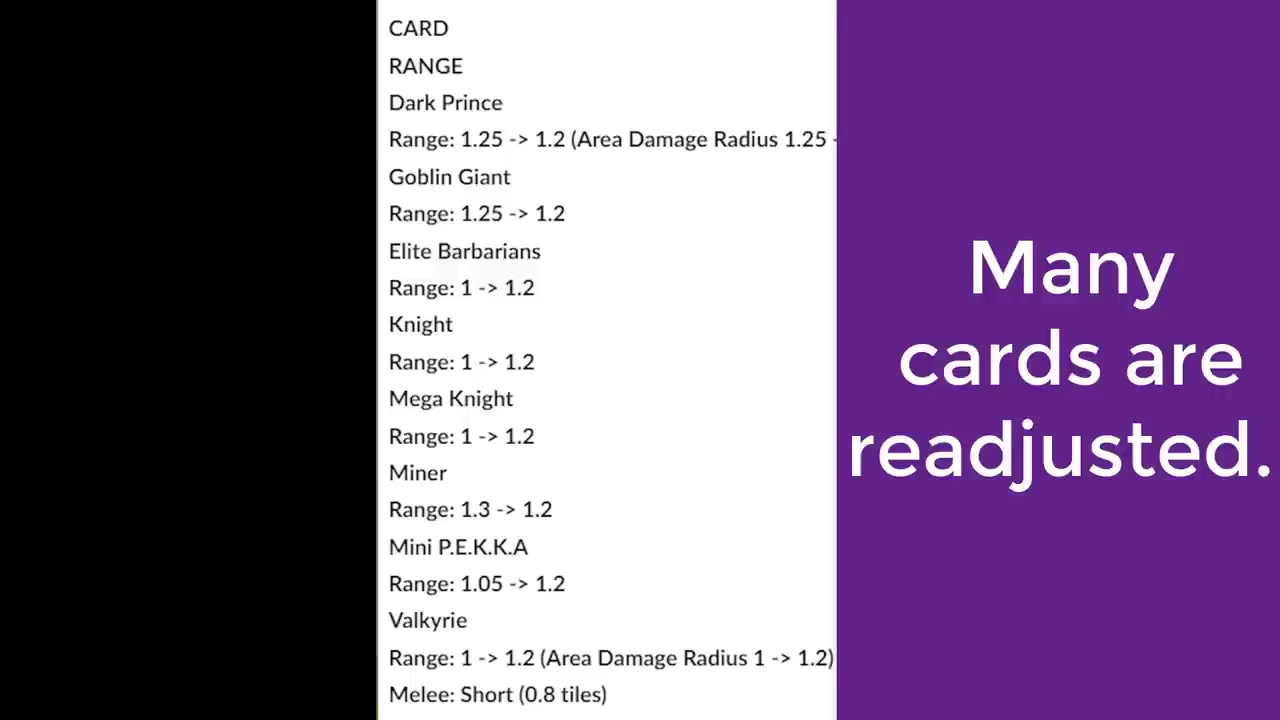 CARD
RANGE
Dark Prince
Range: 1.25 -> 1.2 (Area Damage Radius 1.25 -
Goblin Giant
Range: 1.25 -> 1.2
Elite Barbarians
Range: 1 -> 1.2
Knight
Range: 1 -> 1.2
Mega Knight
Range: 1 -> 1.2
Miner
Range: 1.3 -> 1.2
Mini P.E.K.K.A
Range: 1.05 -> 1.2
Valkyrie
Range: 1 -> 1.2 (Area Damage Radius 1 -> 1.2)
Melee: Short (0.8 tiles)
Many
cards are
readjusted.